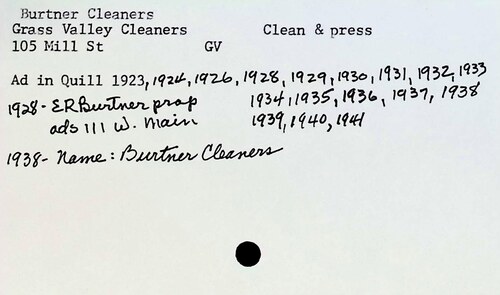 Burtner Cleaners
Grass Valley Cleaners Clean & press
105 Mill St GV
Ad in Quill 1923, 1924, 1926, 1928, 1929, 1930, 1931, 1932, 1933
1928- E.R. Burtner prop 1934, 1935, 1936, 1937, 1938
ads 111 W. Main 1939, 1940, 1941
1938- Name: Burtner Cleaners